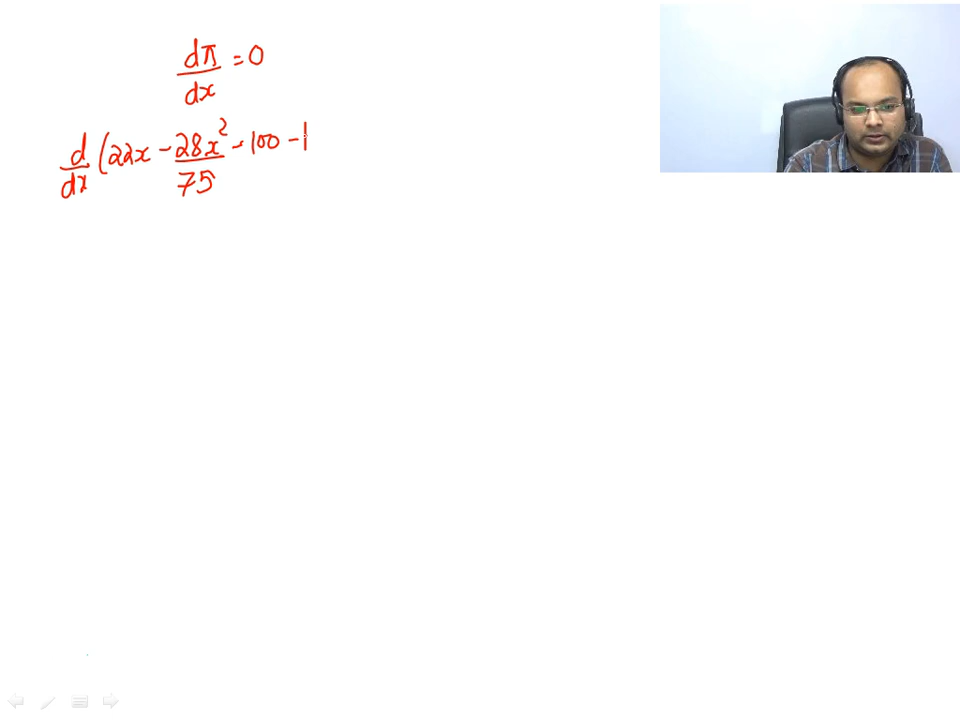 dπ/dx = 0
d/dx (22x - 28x²/75 - 100 - 1